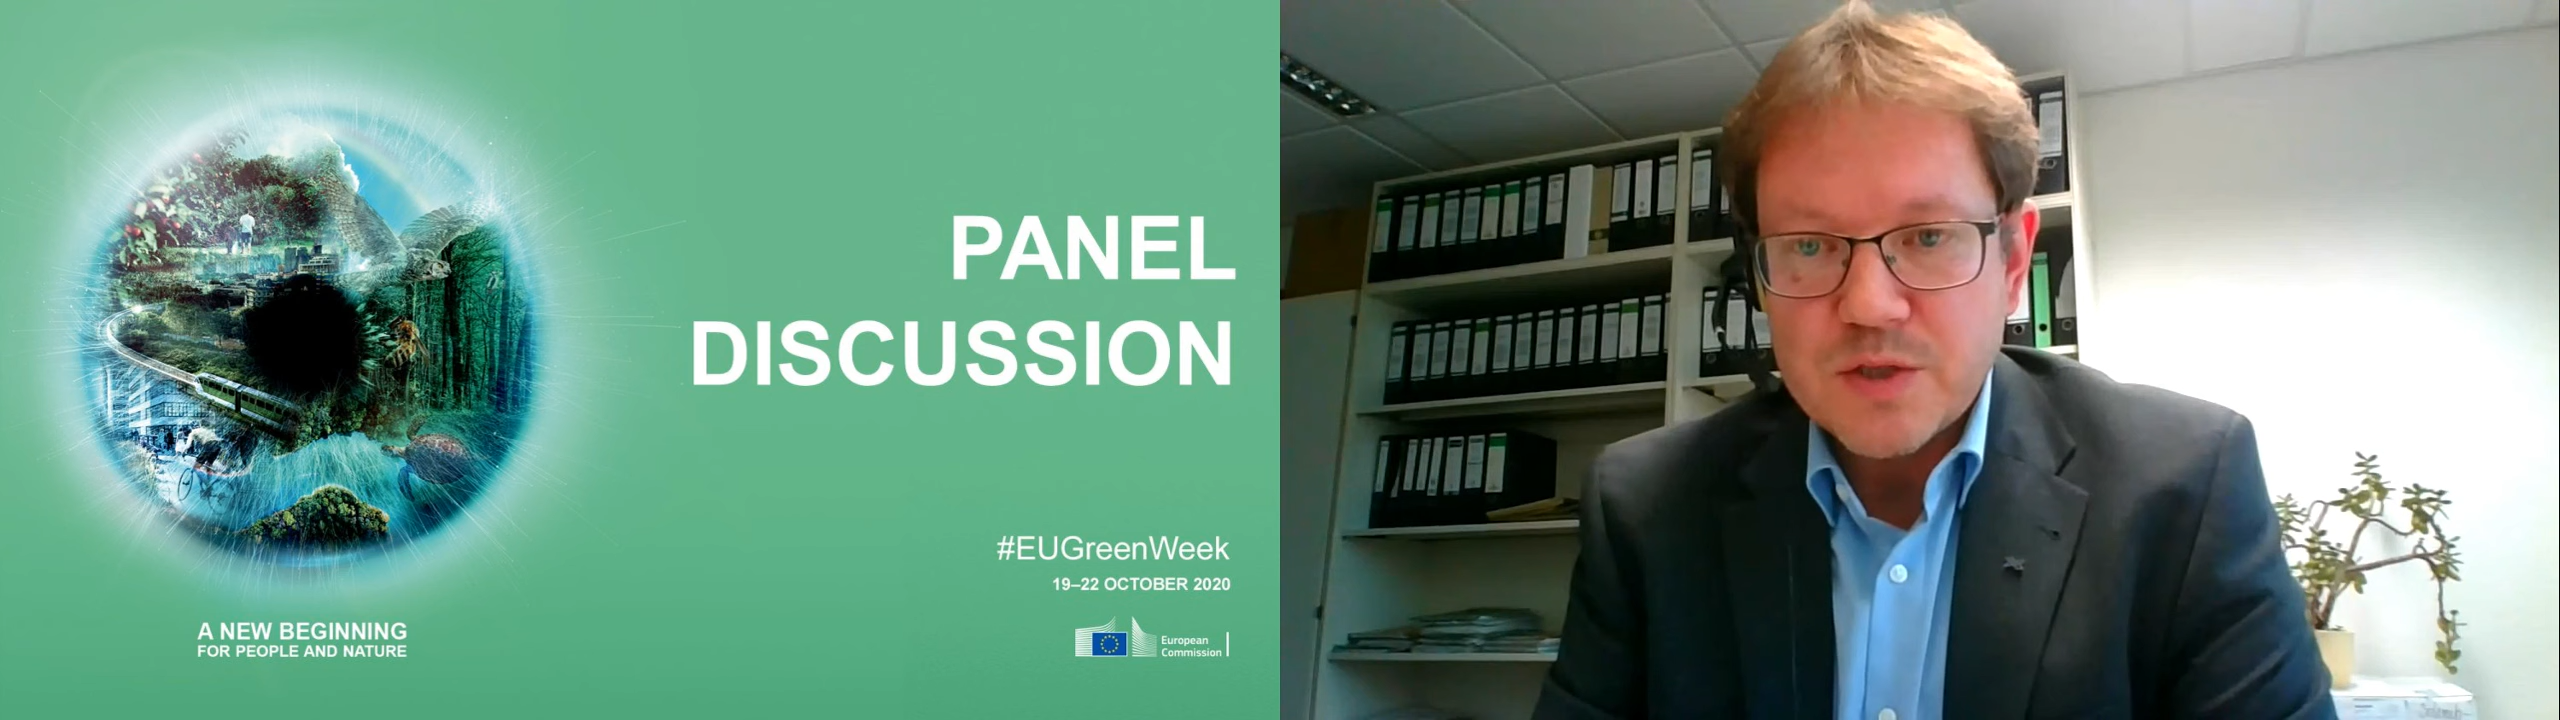 PANEL
DISCUSSION
#EUGreenWeek
19–22 OCTOBER 2020
European
Commission
A NEW BEGINNING
FOR PEOPLE AND NATURE